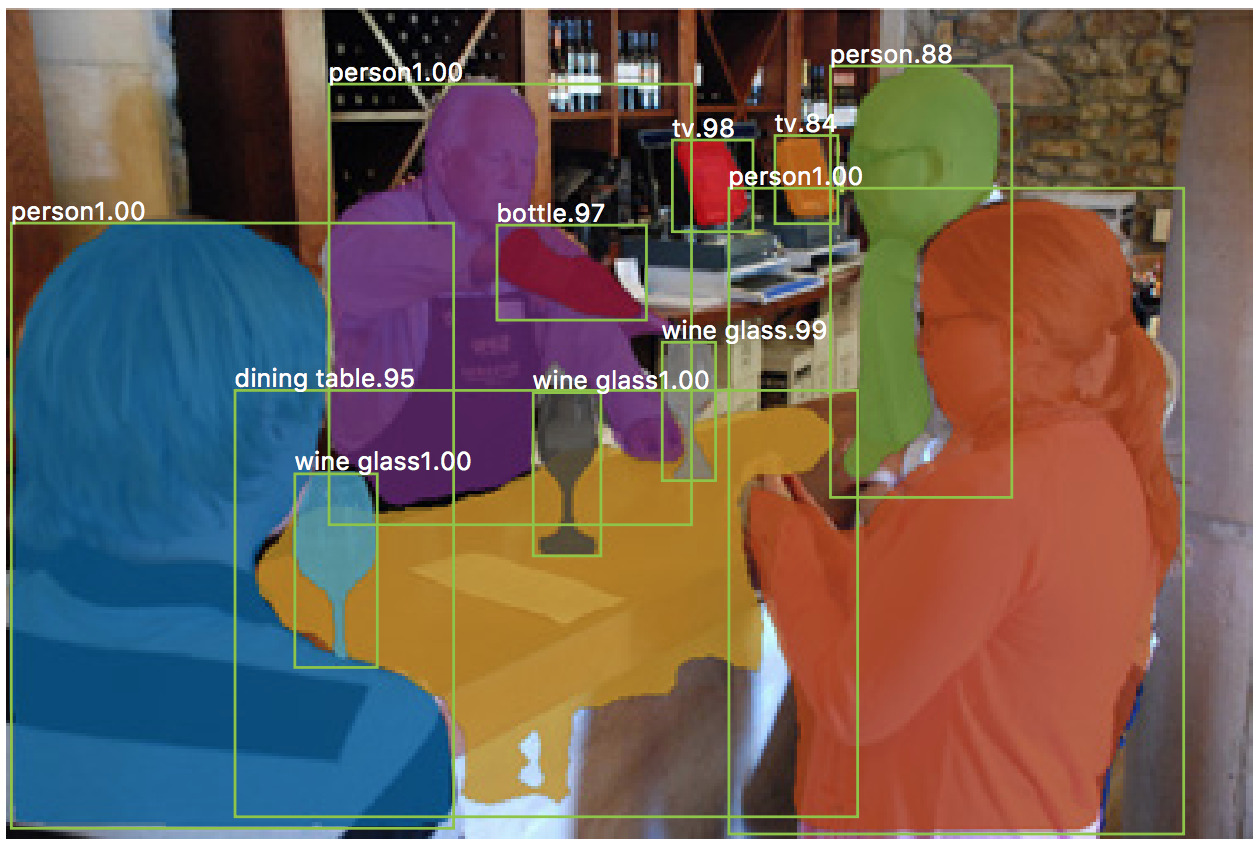 person.88
person1.00
tv.98
tv.84
person1.00
person1.00
bottle.97
wine glass.99
dining table.95
wine glass1.00
wine glass1.00